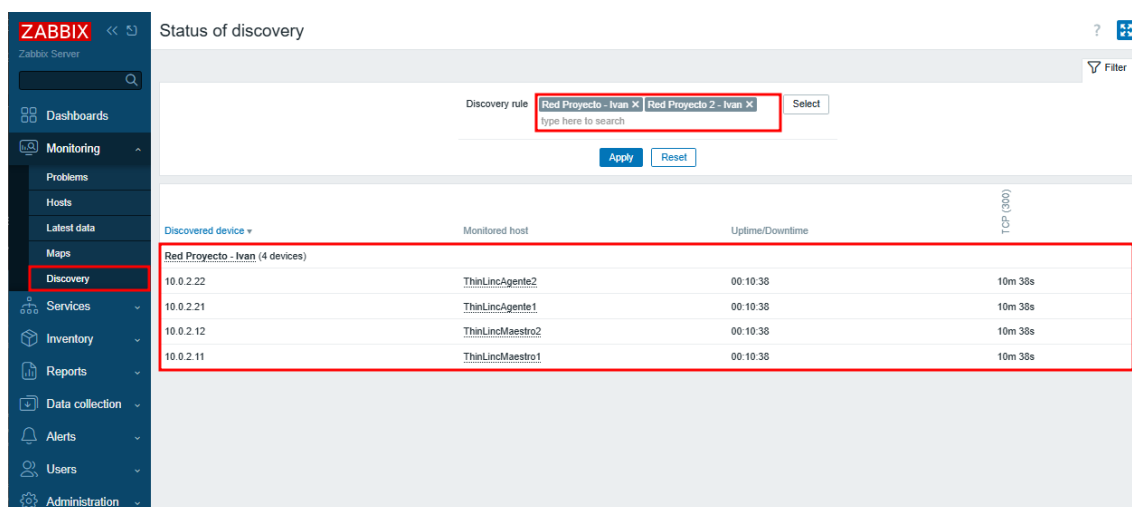 ZABBIX
Status of discovery
?
Zabbix Server
Filter
Discovery rule
Red Proyecto - Ivan
Red Proyecto 2 - Ivan
Select
type here to search
Apply
Reset
Dashboards
Monitoring
Problems
Hosts
Latest data
Maps
Discovery
Services
Inventory
Reports
Data collection
Alerts
Users
Administration
Discovered device Monitored host Uptime/Downtime TCP (300)
Red Proyecto - Ivan (4 devices)
10.0.2.22 ThinLincAgente2 00:10:38 10m 38s
10.0.2.21 ThinLincAgente1 00:10:38 10m 38s
10.0.2.12 ThinLincMaestro2 00:10:38 10m 38s
10.0.2.11 ThinLincMaestro1 00:10:38 10m 38s